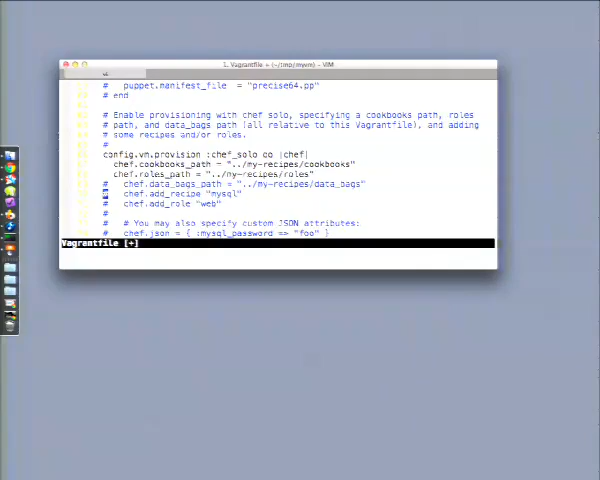 1. Vagrantfile + (~/tmp/myvm) – VIM
#   puppet.manifest_file  = "precise64.pp"
# end
# Enable provisioning with chef solo, specifying a cookbooks path, roles
# path, and data_bags path (all relative to this Vagrantfile), and adding
# some recipes and/or roles.
#
config.vm.provision :chef_solo do |chef|
chef.cookbooks_path = "../my-recipes/cookbooks"
chef.roles_path = "../my-recipes/roles"
#   chef.data_bags_path = "../my-recipes/data_bags"
#   chef.add_recipe "mysql"
#   chef.add_role "web"
#
#   # You may also specify custom JSON attributes:
#   chef.json = { :mysql_password => "foo" }
Vagrantfile [+]